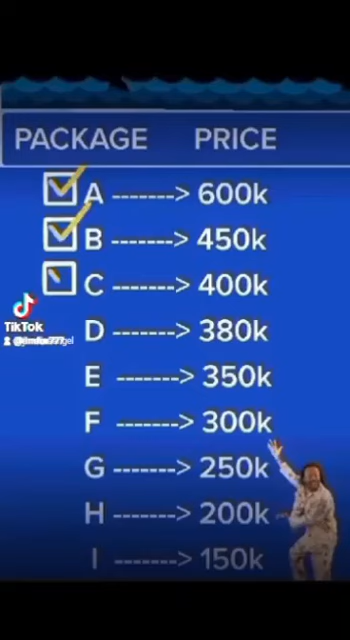 PACKAGE PRICE
A -------> 600k
B -------> 450k
C -------> 400k
D -------> 380k
E -------> 350k
F -------> 300k
G -------> 250k
H -------> 200k
I -------> 150k
TikTok